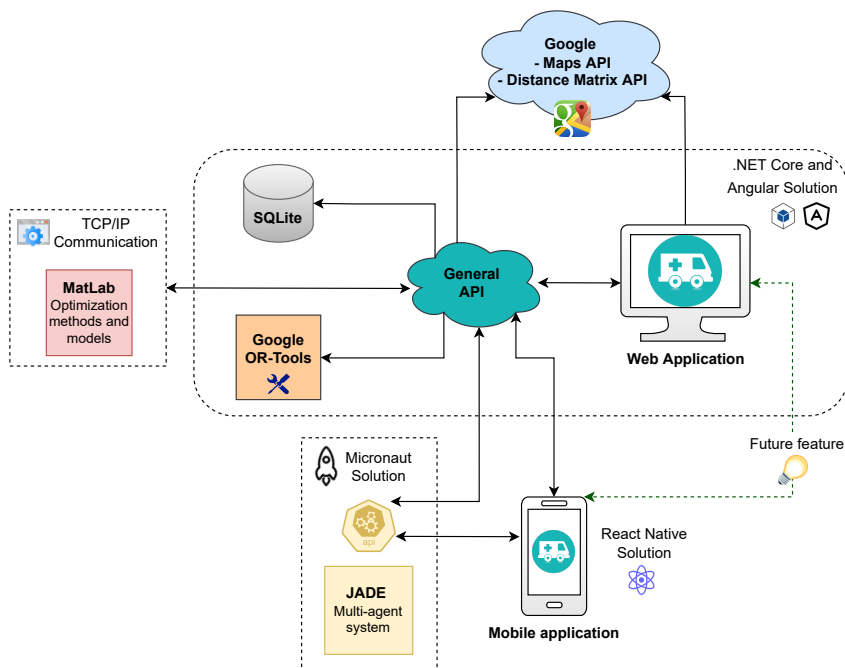 Google
- Maps API
- Distance Matrix API
.NET Core and
Angular Solution
SQLite
TCP/IP
Communication
MatLab
Optimization
methods and
models
General
API
Google
OR-Tools
Web Application
Future feature
Micronaut
Solution
api
JADE
Multi-agent
system
React Native
Solution
Mobile application